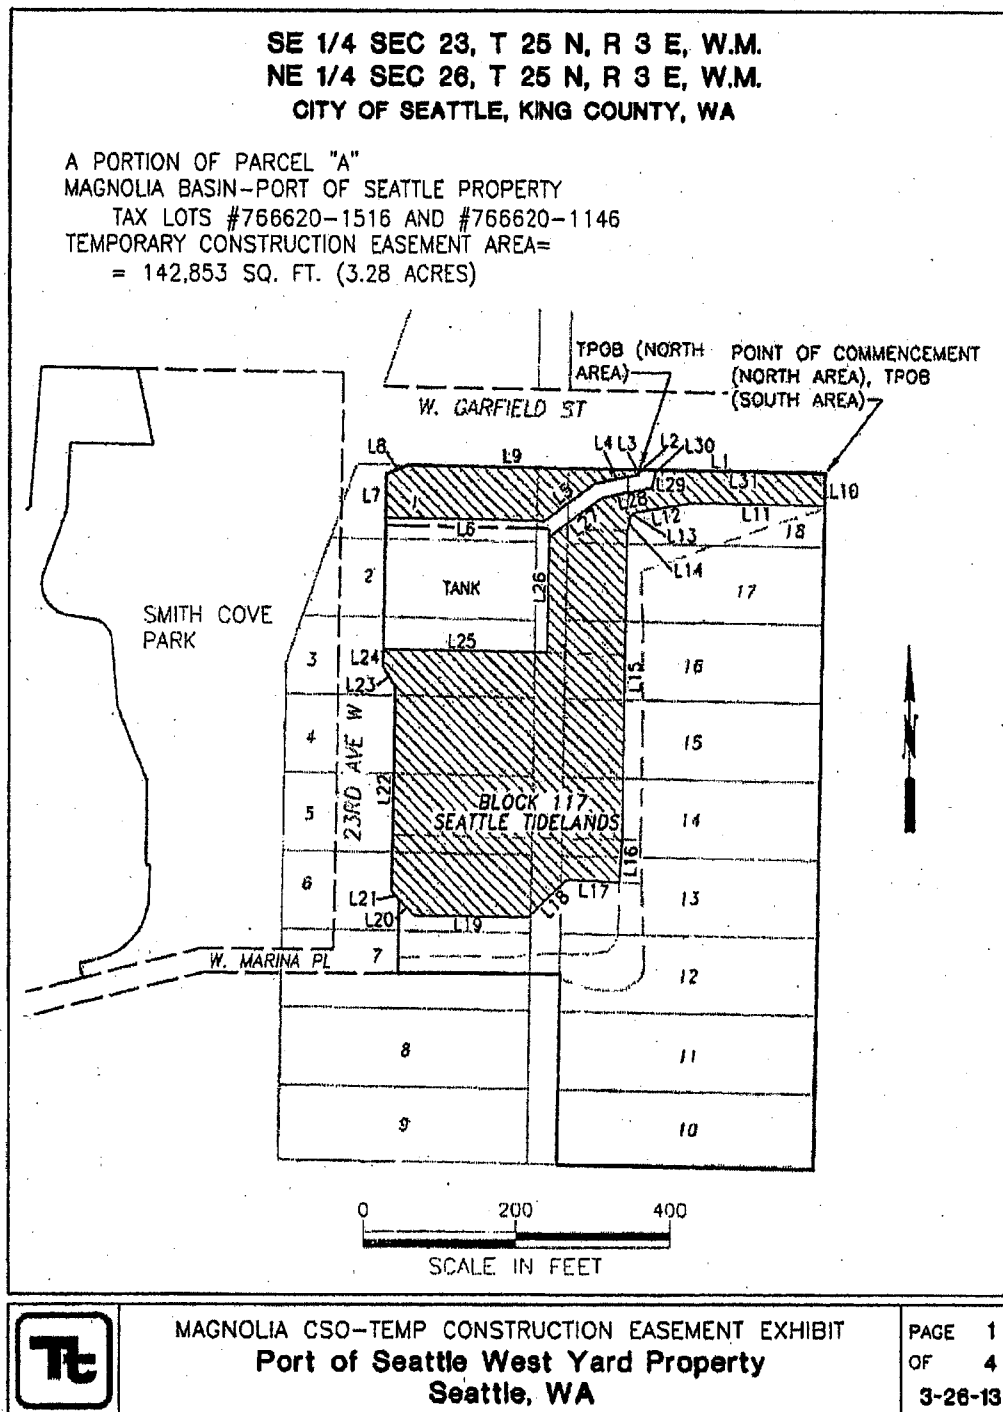 SE 1/4 SEC 23, T 25 N, R 3 E, W.M.
NE 1/4 SEC 26, T 25 N, R 3 E, W.M.
CITY OF SEATTLE, KING COUNTY, WA
A PORTION OF PARCEL "A"
MAGNOLIA BASIN-PORT OF SEATTLE PROPERTY
TAX LOTS #766620-1516 AND #766620-1146
TEMPORARY CONSTRUCTION EASEMENT AREA=
= 142,853 SQ. FT. (3.28 ACRES)
TPOB (NORTH
AREA)
POINT OF COMMENCEMENT
(NORTH AREA), TPOB
(SOUTH AREA)
W. GARFIELD ST
L8
L9
L4
L3
L2
L30
L1
L7
1
L5
L29
L31
L10
L28
L27
L12
L11
L6
L13
18
L14
2
TANK
L26
17
SMITH COVE
PARK
L25
3
L24
L23
L15
16
4
23RD AVE W
15
L22
5
BLOCK 117
SEATTLE TIDELANDS
14
L16
6
L21
L20
L19
L18
L17
13
W. MARINA PL
7
12
8
11
9
10
N
0
200
400
SCALE IN FEET
Tt
MAGNOLIA CSO-TEMP CONSTRUCTION EASEMENT EXHIBIT
Port of Seattle West Yard Property
Seattle, WA
PAGE 1
OF 4
3-26-13